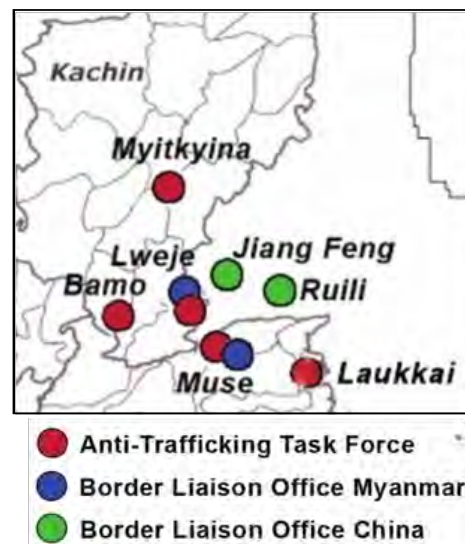 Kachin
Myitkyina
Lweje
Jiang Feng
Bamo
Ruili
Muse
Laukkai
Anti-Trafficking Task Force
Border Liaison Office Myanmar
Border Liaison Office China